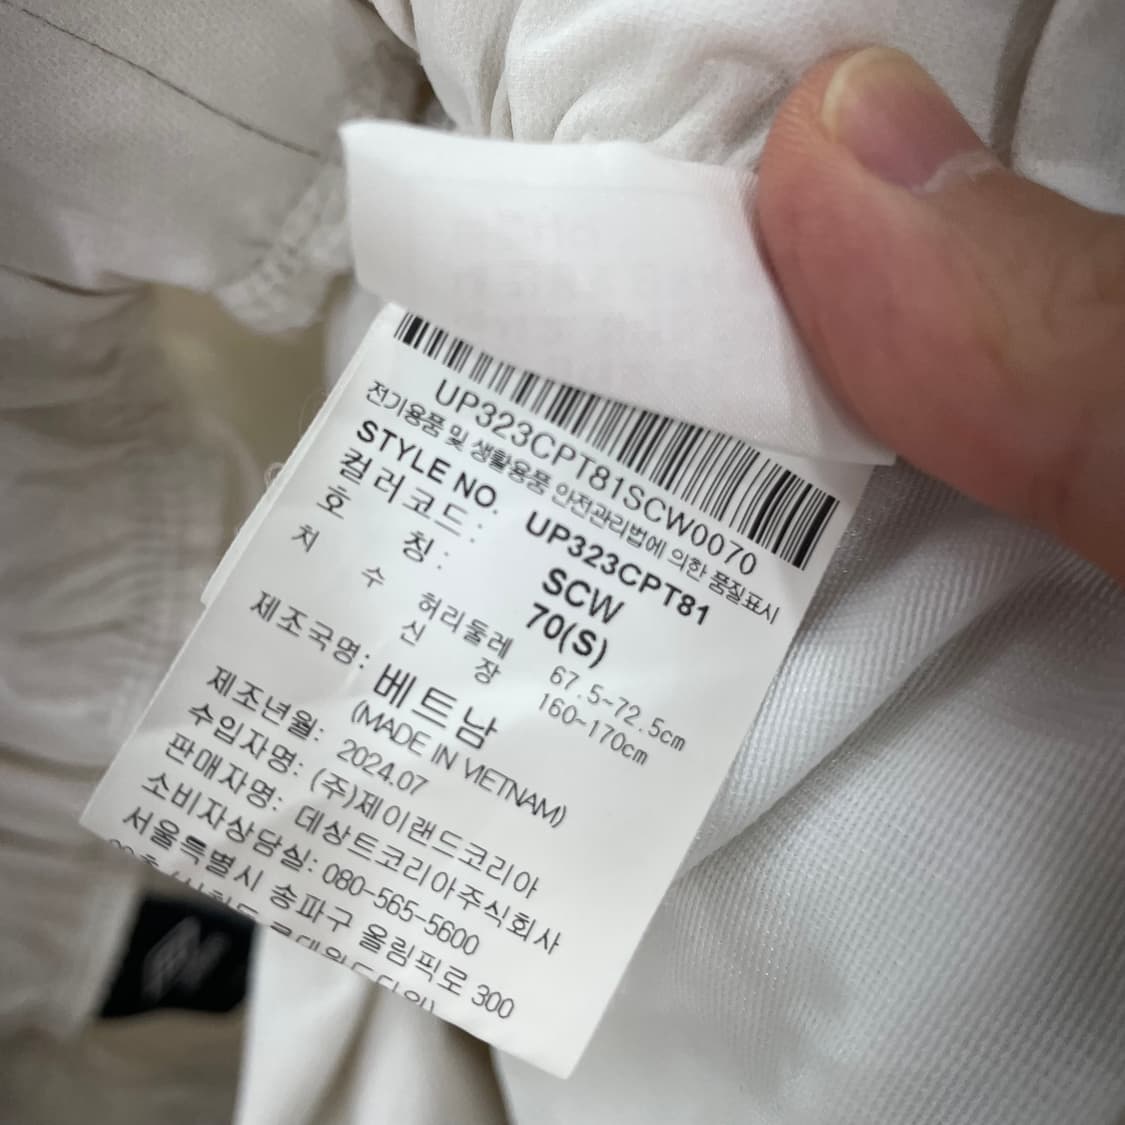 UP323CPT81SCW0070
전기용품 및 생활용품 안전관리법에 의한 품질표시
STYLE NO. UP323CPT81
컬러코드: SCW
호 칭: 70(S)
치 수 허리둘레 67.5~72.5cm
신 장 160~170cm
제조국명: 베트남
(MADE IN VIETNAM)
제조년월: 2024.07
수입자명: (주)제이랜드코리아
판매자명: 데상트코리아주식회사
소비자상담실: 080-565-5600
서울특별시 송파구 올림픽로 300